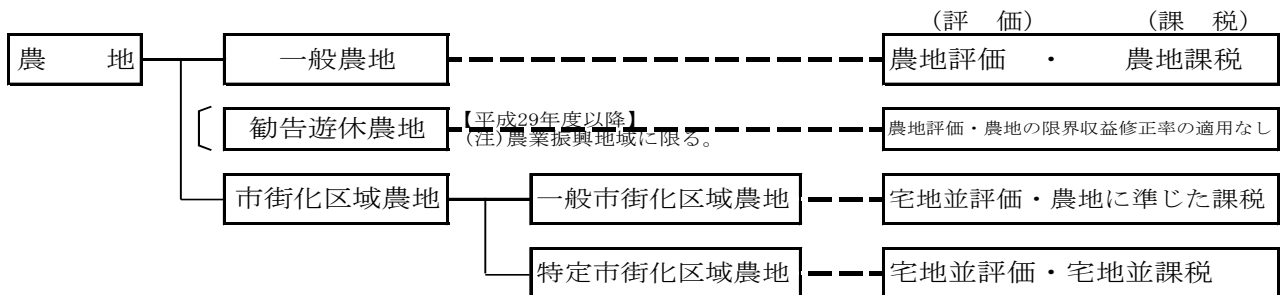 (評　価)　　(課　税)
農　　地　一般農地　農地評価　・　農地課税
勧告遊休農地　【平成29年度以降】　農地評価・農地の限界収益修正率の適用なし
(注)農業振興地域に限る。
市街化区域農地　一般市街化区域農地　宅地並評価・農地に準じた課税
特定市街化区域農地　宅地並評価・宅地並課税